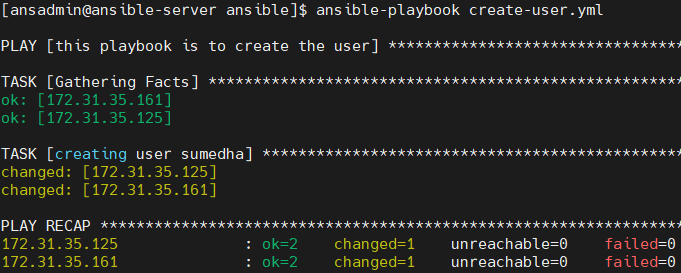 [ansadmin@ansible-server ansible]$ ansible-playbook create-user.yml
PLAY [this playbook is to create the user] *********************************
TASK [Gathering Facts] *****************************************************
ok: [172.31.35.161]
ok: [172.31.35.125]
TASK [creating user sumedha] ***********************************************
changed: [172.31.35.125]
changed: [172.31.35.161]
PLAY RECAP *****************************************************************
172.31.35.125 : ok=2 changed=1 unreachable=0 failed=0
172.31.35.161 : ok=2 changed=1 unreachable=0 failed=0